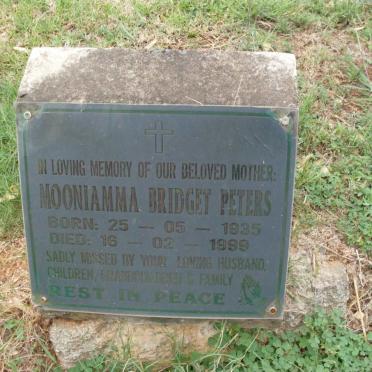 IN LOVING MEMORY OF OUR BELOVED MOTHER:
MOONIAMMA BRIDGET PETERS
BORN: 25 — 05 — 1935
DIED: 16 — 02 — 1999
SADLY MISSED BY YOUR LOVING HUSBAND,
CHILDREN, GRANDCHILDREN & FAMILY
REST IN PEACE